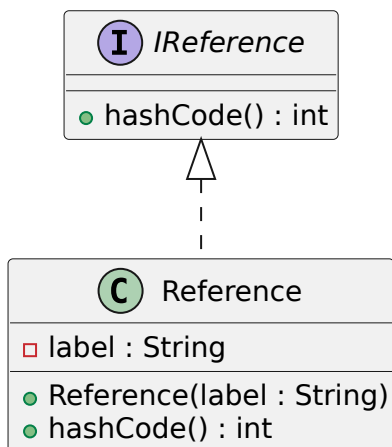 I IReference
hashCode() : int
C Reference
label : String
Reference(label : String)
hashCode() : int